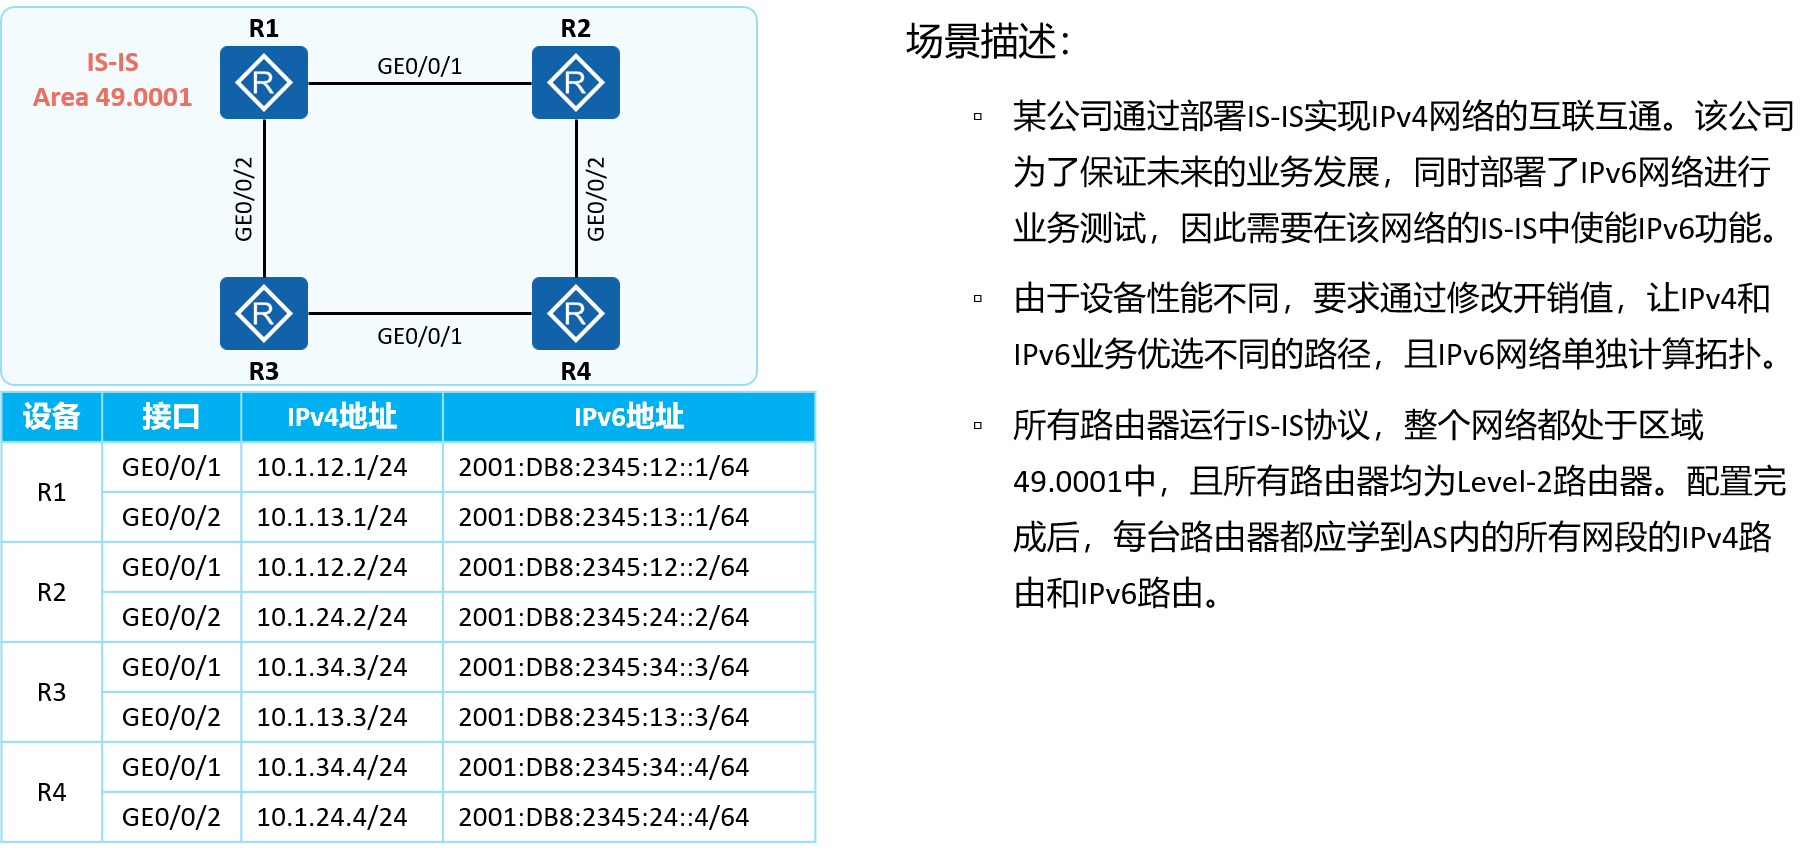 R1
R2
IS-IS
Area 49.0001
GE0/0/1
R
R
GE0/0/2
GE0/0/2
R
R
GE0/0/1
R3
R4
设备 接口 IPv4地址 IPv6地址
R1
GE0/0/1 10.1.12.1/24 2001:DB8:2345:12::1/64
GE0/0/2 10.1.13.1/24 2001:DB8:2345:13::1/64
R2
GE0/0/1 10.1.12.2/24 2001:DB8:2345:12::2/64
GE0/0/2 10.1.24.2/24 2001:DB8:2345:24::2/64
R3
GE0/0/1 10.1.34.3/24 2001:DB8:2345:34::3/64
GE0/0/2 10.1.13.3/24 2001:DB8:2345:13::3/64
R4
GE0/0/1 10.1.34.4/24 2001:DB8:2345:34::4/64
GE0/0/2 10.1.24.4/24 2001:DB8:2345:24::4/64
场景描述：
某公司通过部署IS-IS实现IPv4网络的互联互通。该公司
为了保证未来的业务发展，同时部署了IPv6网络进行
业务测试，因此需要在该网络的IS-IS中使能IPv6功能。
由于设备性能不同，要求通过修改开销值，让IPv4和
IPv6业务优选不同的路径，且IPv6网络单独计算拓扑。
所有路由器运行IS-IS协议，整个网络都处于区域
49.0001中，且所有路由器均为Level-2路由器。配置完
成后，每台路由器都应学到AS内的所有网段的IPv4路
由和IPv6路由。